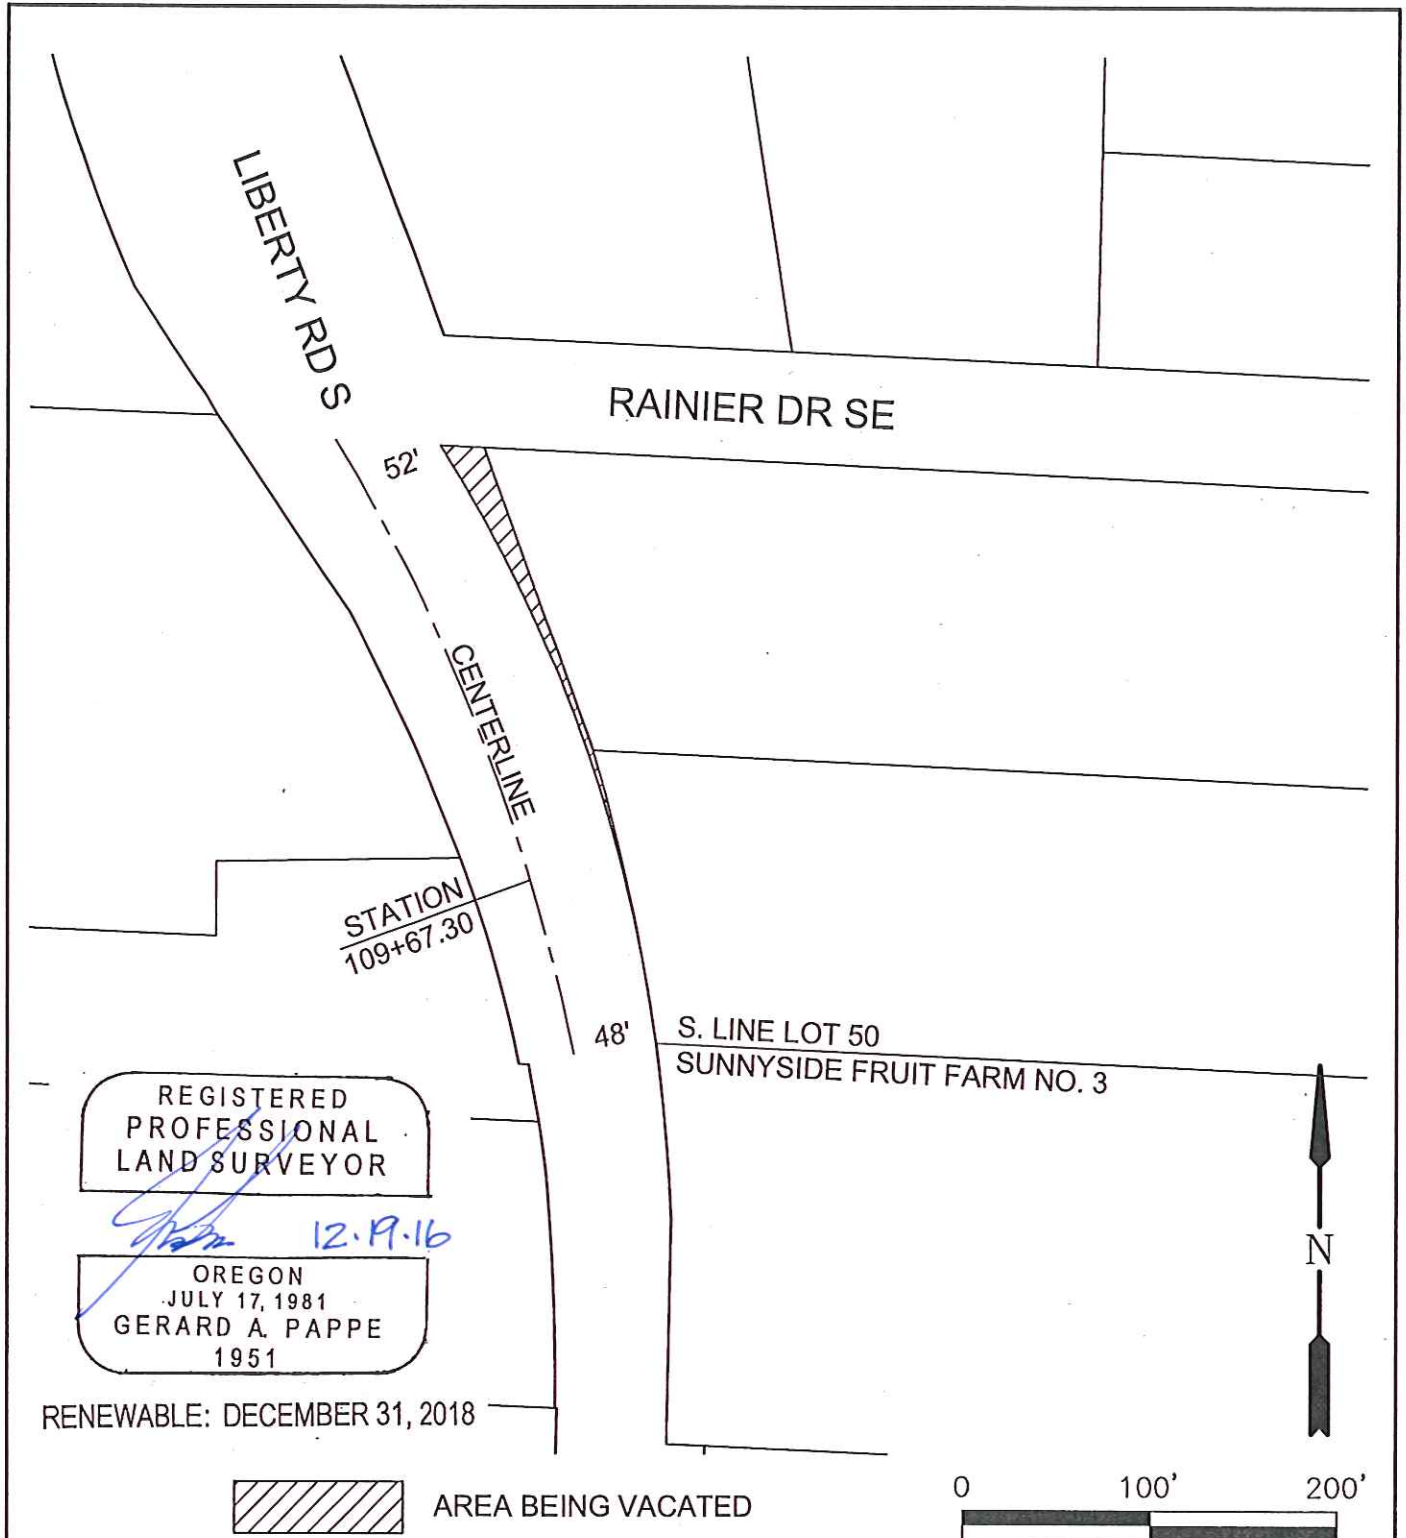 LIBERTY RD S
RAINIER DR SE
52'
CENTERLINE
STATION
109+67.30
48'
S. LINE LOT 50
SUNNYSIDE FRUIT FARM NO. 3
REGISTERED
PROFESSIONAL
LAND SURVEYOR
12.19.16
OREGON
JULY 17, 1981
GERARD A. PAPPE
1951
RENEWABLE: DECEMBER 31, 2018
N
AREA BEING VACATED
0 100' 200'